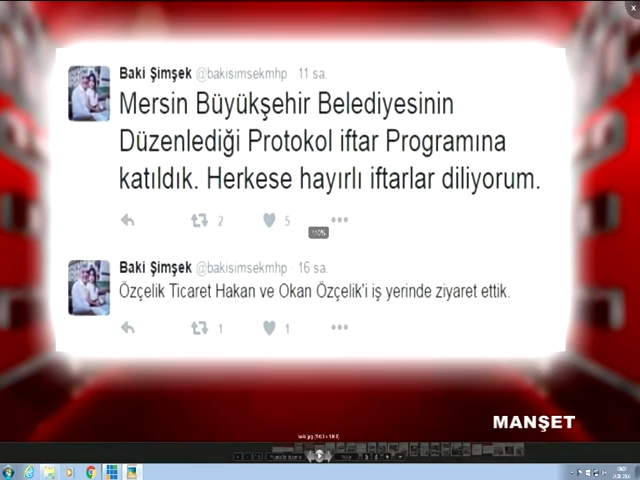 Baki Şimşek @bakisimsekmhp 11 sa.
Mersin Büyükşehir Belediyesinin
Düzenlediği Protokol iftar Programına
katıldık. Herkese hayırlı iftarlar diliyorum.
2 5
Baki Şimşek @bakisimsekmhp 16 sa.
Özçelik Ticaret Hakan ve Okan Özçelik'i iş yerinde ziyaret ettik.
1 1
MANŞET